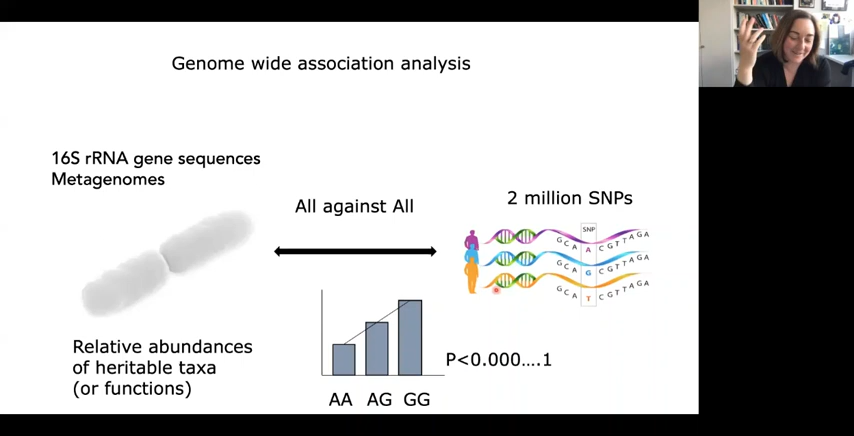 Genome wide association analysis
16S rRNA gene sequences
Metagenomes
All against All
2 million SNPs
SNP
GCA A CGTTAGA
GCA G CGTTAGA
GCA T CGTTAGA
Relative abundances
of heritable taxa
(or functions)
P<0.000....1
AA AG GG